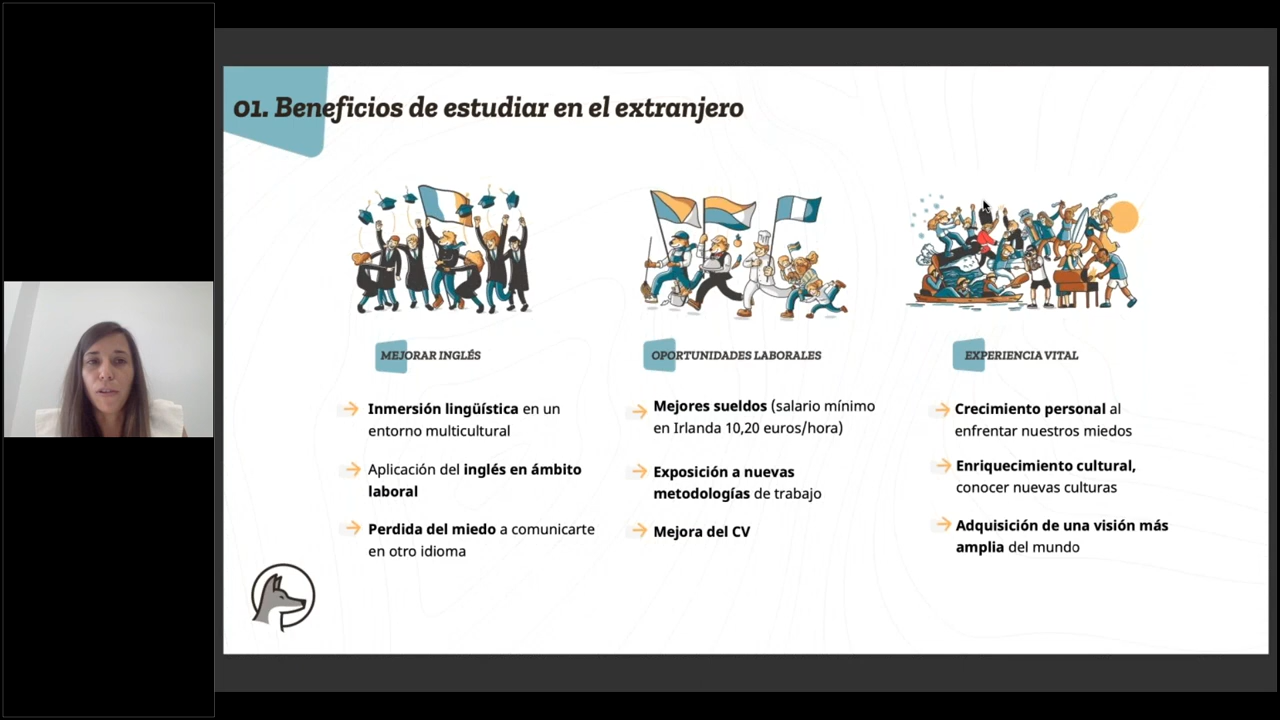 01. Beneficios de estudiar en el extranjero
MEJORAR INGLÉS
Inmersión lingüística en un
entorno multicultural
Aplicación del inglés en ámbito
laboral
Perdida del miedo a comunicarte
en otro idioma
OPORTUNIDADES LABORALES
Mejores sueldos (salario mínimo
en Irlanda 10,20 euros/hora)
Exposición a nuevas
metodologías de trabajo
Mejora del CV
EXPERIENCIA VITAL
Crecimiento personal al
enfrentar nuestros miedos
Enriquecimiento cultural,
conocer nuevas culturas
Adquisición de una visión más
amplia del mundo